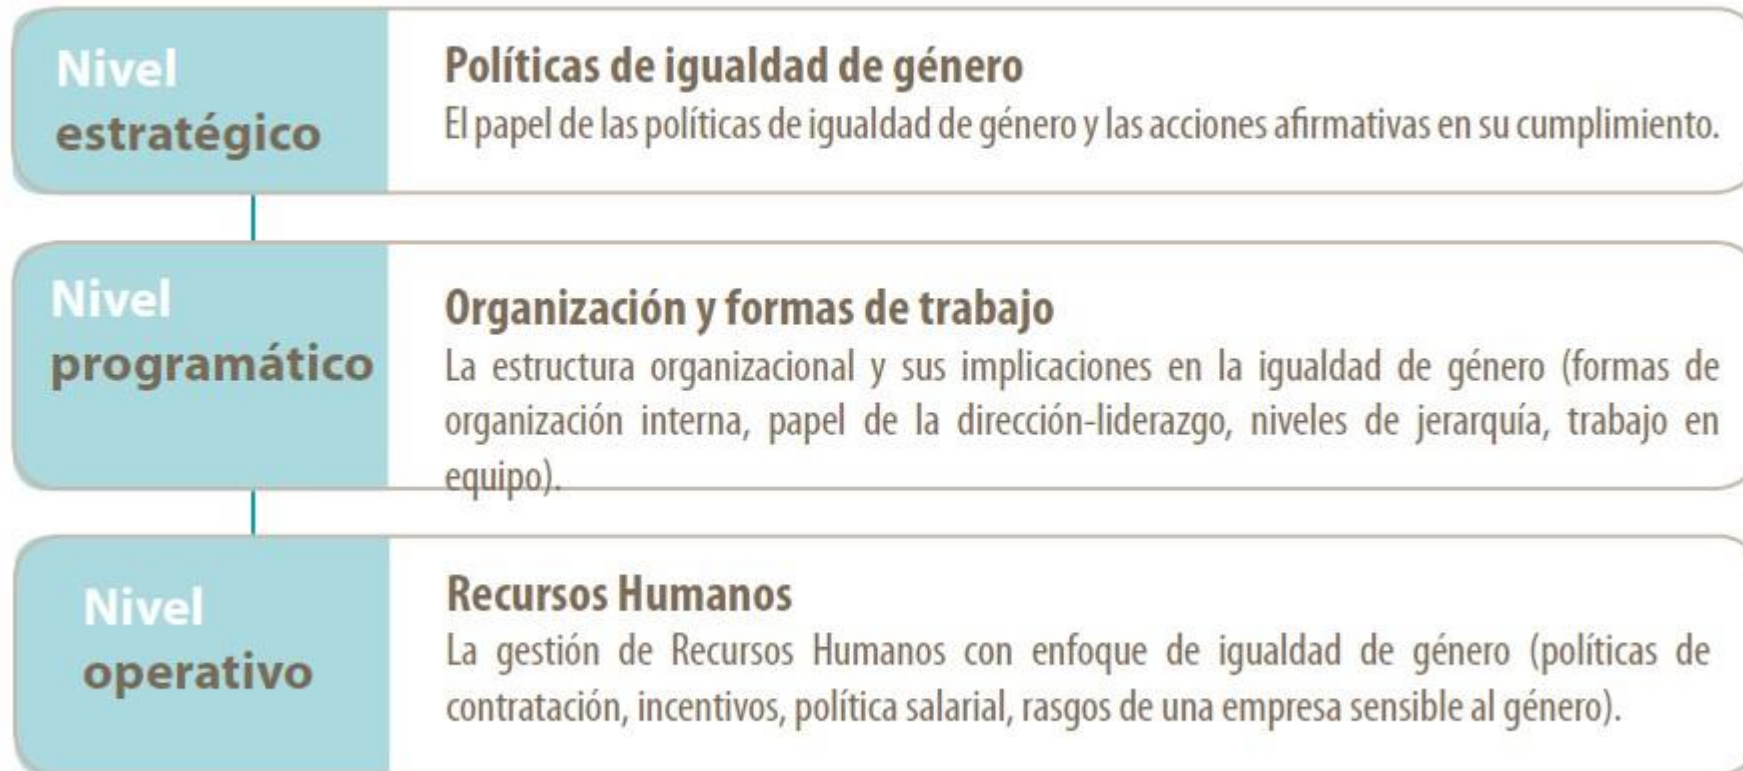 Nivel
estratégico
Políticas de igualdad de género
El papel de las políticas de igualdad de género y las acciones afirmativas en su cumplimiento.
Nivel
programático
Organización y formas de trabajo
La estructura organizacional y sus implicaciones en la igualdad de género (formas de
organización interna, papel de la dirección-liderazgo, niveles de jerarquía, trabajo en
equipo).
Nivel
operativo
Recursos Humanos
La gestión de Recursos Humanos con enfoque de igualdad de género (políticas de
contratación, incentivos, política salarial, rasgos de una empresa sensible al género).